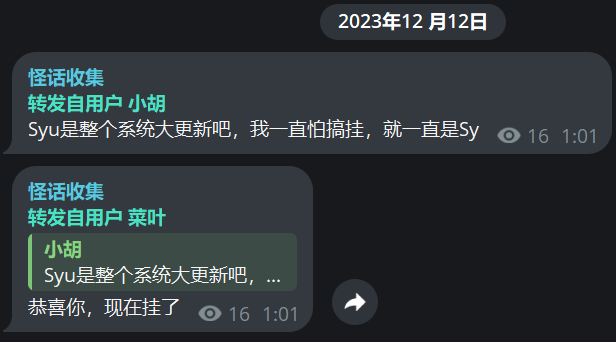 2023年12 月12日
怪话收集
转发自用户 小胡
Syu是整个系统大更新吧，我一直怕搞挂，就一直是Sy
16 1:01
怪话收集
转发自用户 菜叶
小胡
Syu是整个系统大更新吧，...
恭喜你，现在挂了
16 1:01